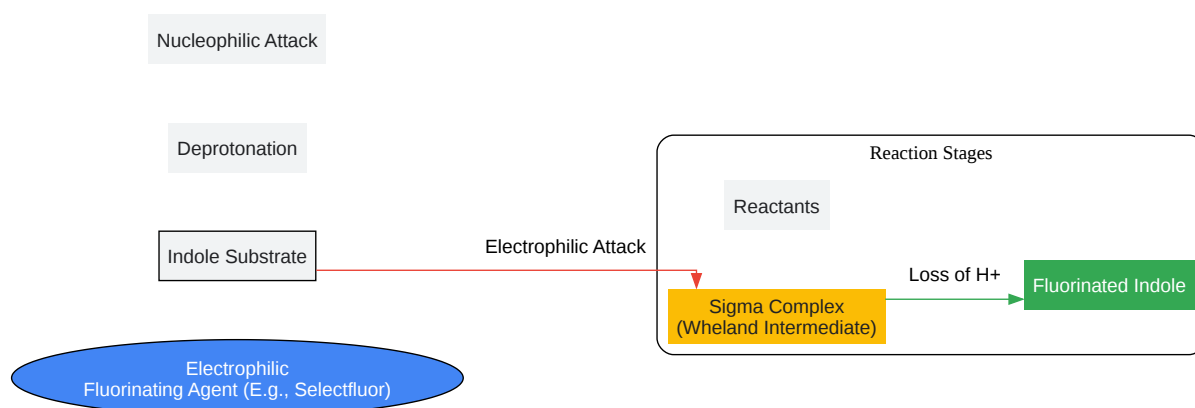 Nucleophilic Attack
Deprotonation
Reaction Stages
Reactants
Indole Substrate
Electrophilic Attack
Loss of H+
Fluorinated Indole
Sigma Complex
(Wheland Intermediate)
Electrophilic
Fluorinating Agent (E.g., Selectfluor)